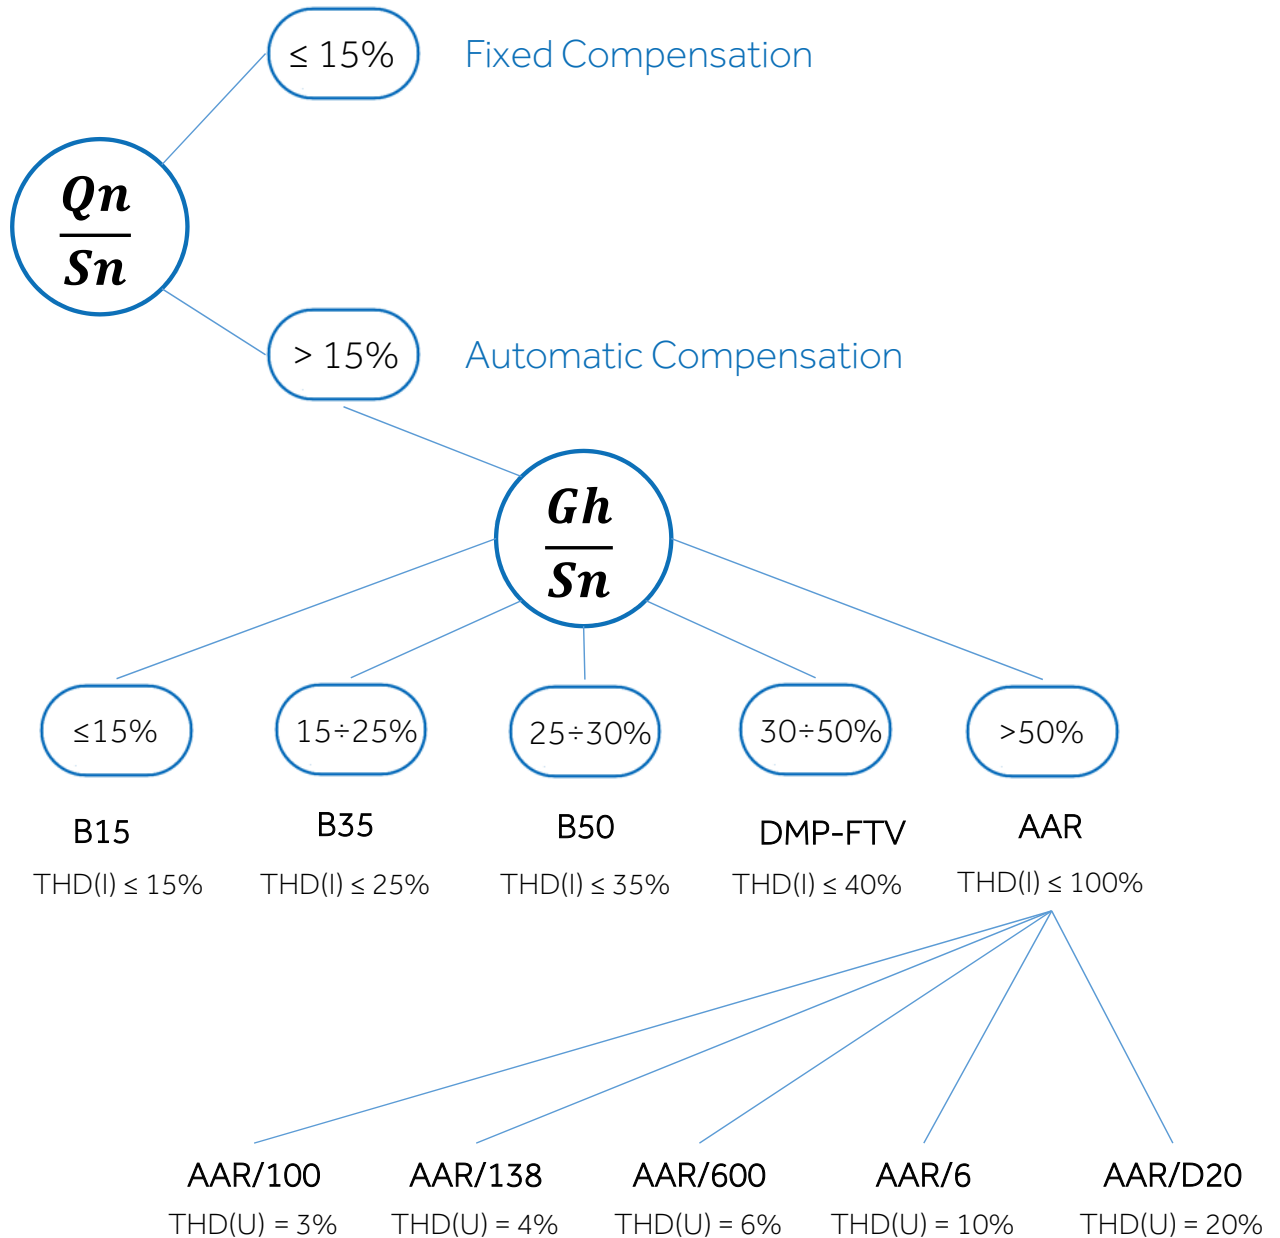 ≤ 15%
Fixed Compensation
Qn
Sn
> 15%
Automatic Compensation
Gh
Sn
≤15%
15÷25%
25÷30%
30÷50%
>50%
B15
B35
B50
DMP-FTV
AAR
THD(I) ≤ 15%
THD(I) ≤ 25%
THD(I) ≤ 35%
THD(I) ≤ 40%
THD(I) ≤ 100%
AAR/100
AAR/138
AAR/600
AAR/6
AAR/D20
THD(U) = 3%
THD(U) = 4%
THD(U) = 6%
THD(U) = 10%
THD(U) = 20%